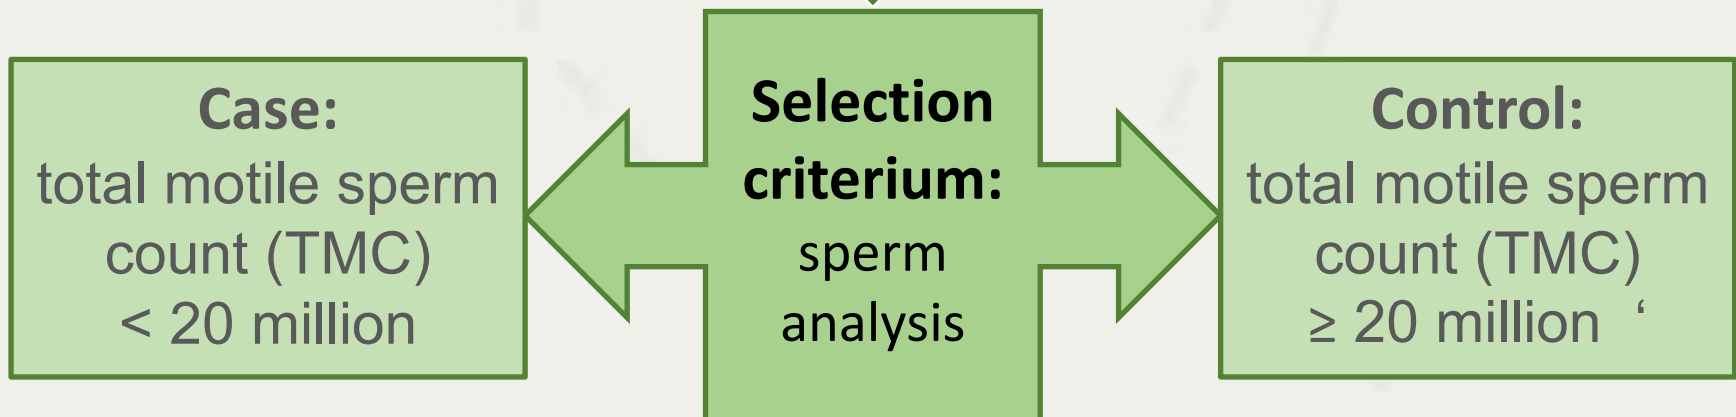 Case:
total motile sperm
count (TMC)
< 20 million
Selection
criterium:
sperm
analysis
Control:
total motile sperm
count (TMC)
≥ 20 million ‘